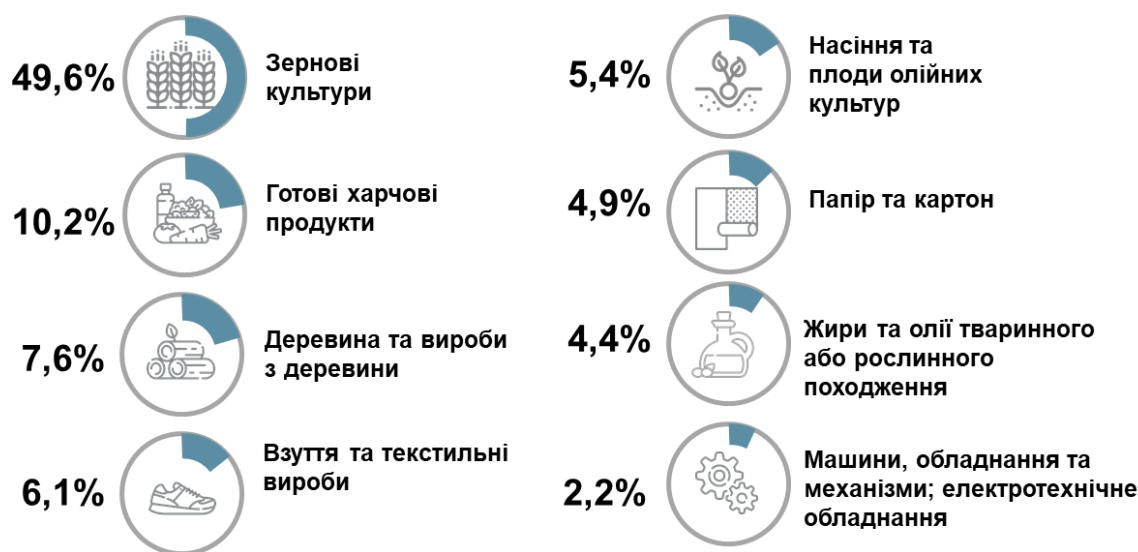 49,6%
Зернові
культури
10,2%
Готові харчові
продукти
7,6%
Деревина та вироби
з деревини
6,1%
Взуття та текстильні
вироби
5,4%
Насіння та
плоди олійних
культур
4,9%
Папір та картон
4,4%
Жири та олії тваринного
або рослинного
походження
2,2%
Машини, обладнання та
механізми; електротехнічне
обладнання